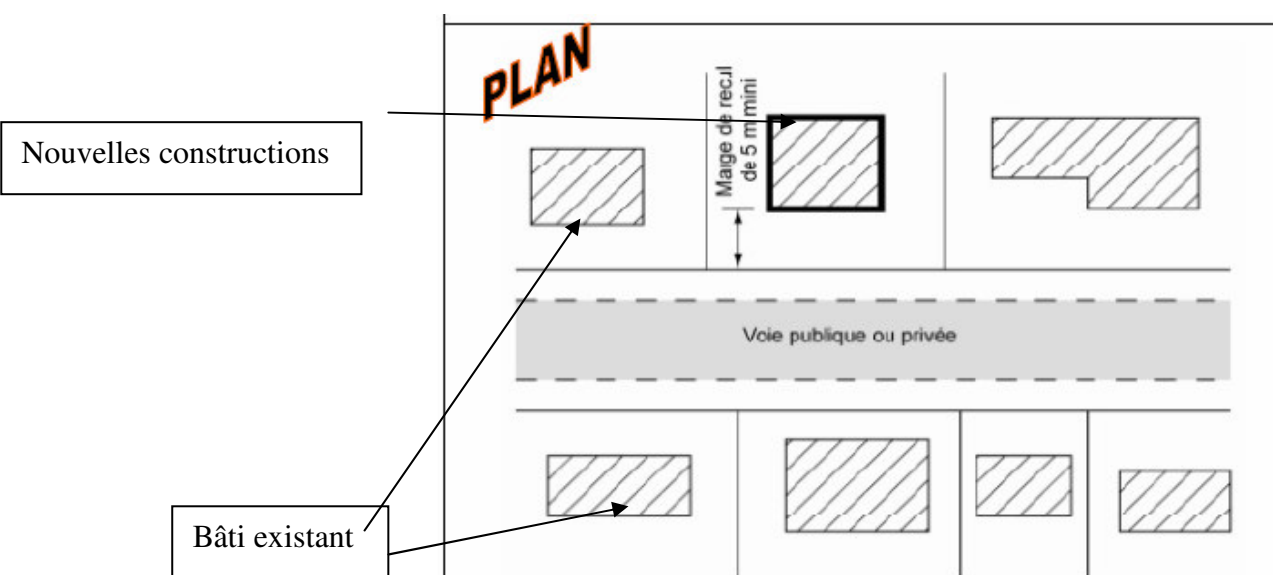 PLAN
Nouvelles constructions
Maige de recul
de 5 m mini
Voie publique ou privée
Bâti existant